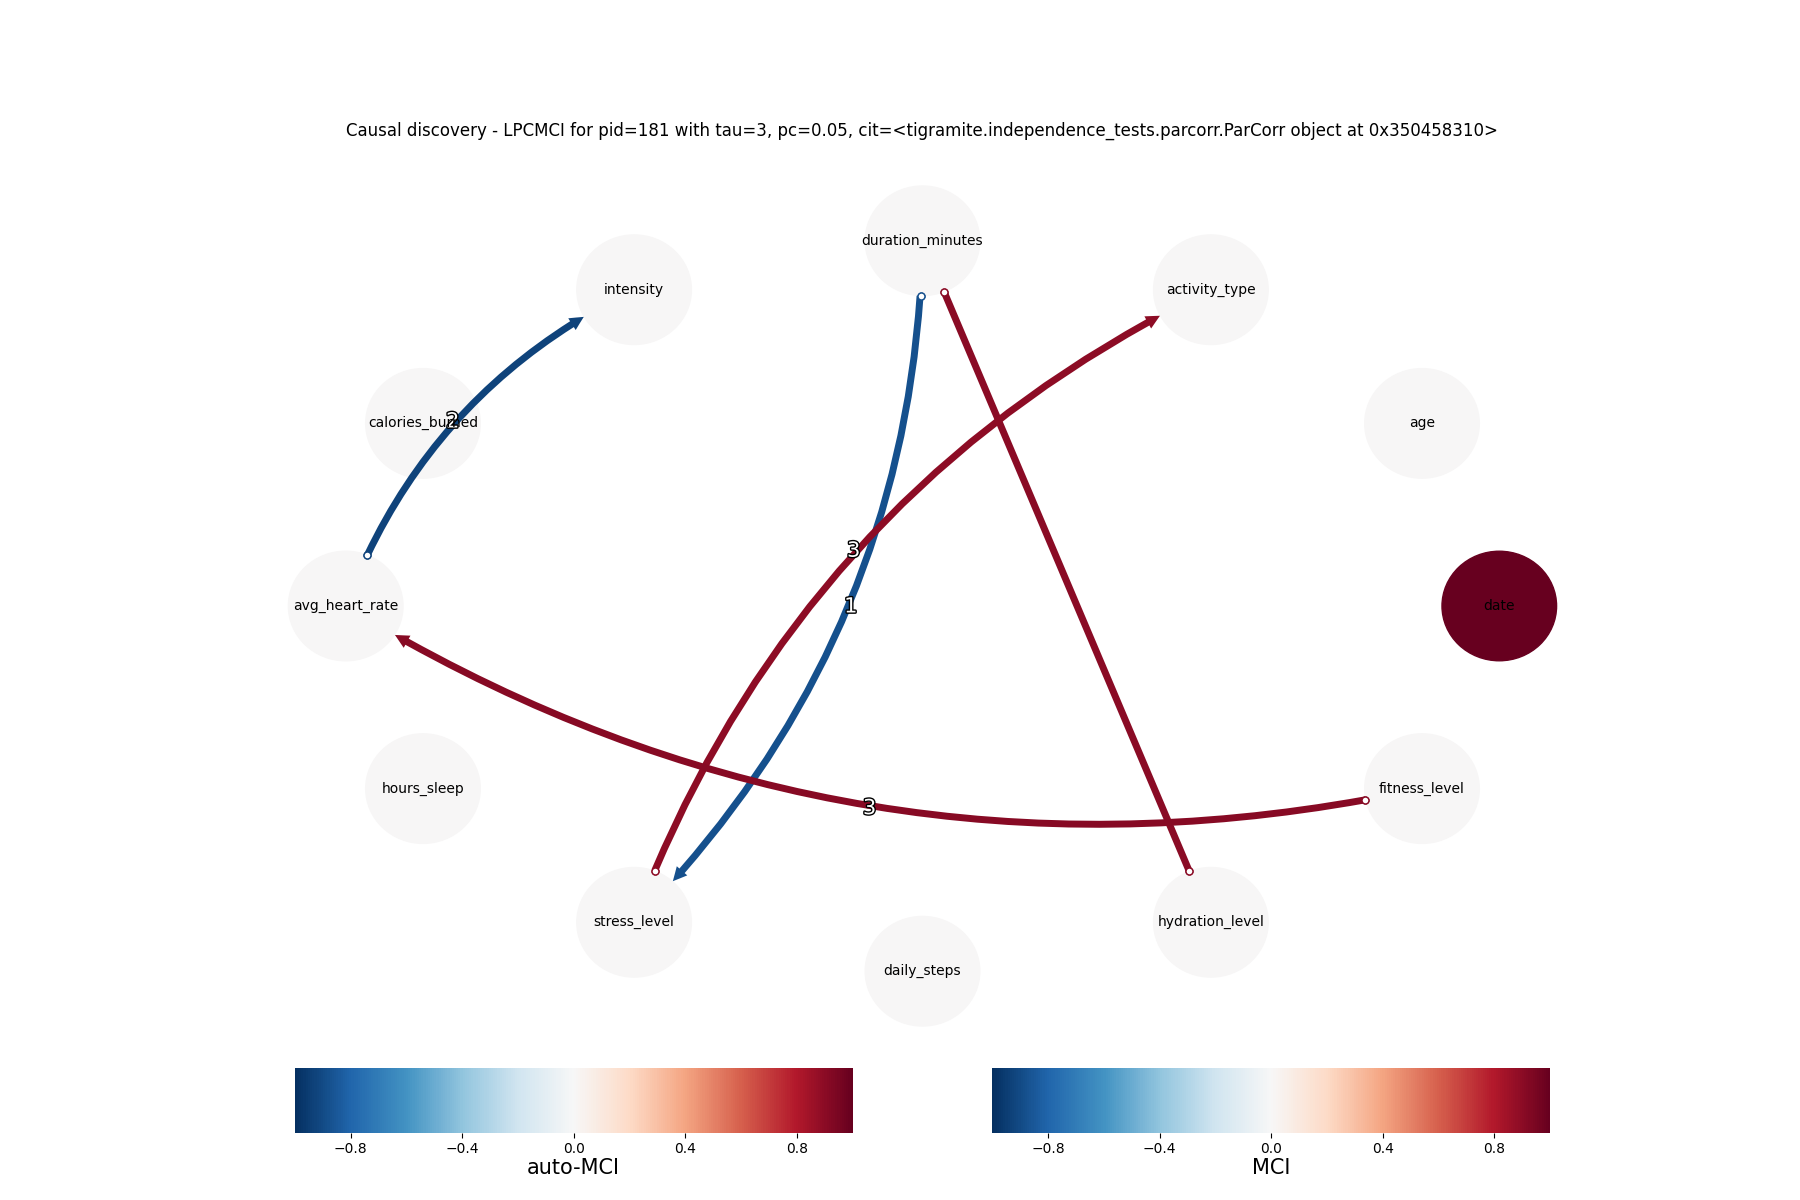 Causal discovery - LPCMCI for pid=181 with tau=3, pc=0.05, cit=<tigramite.independence_tests.parcorr.ParCorr object at 0x350458310>
duration_minutes
intensity
activity_type
calories_burned
2
age
3
avg_heart_rate
1
date
hours_sleep
3
fitness_level
stress_level
hydration_level
daily_steps
−0.8 −0.4 0.0 0.4 0.8
auto-MCI
−0.8 −0.4 0.0 0.4 0.8
MCI